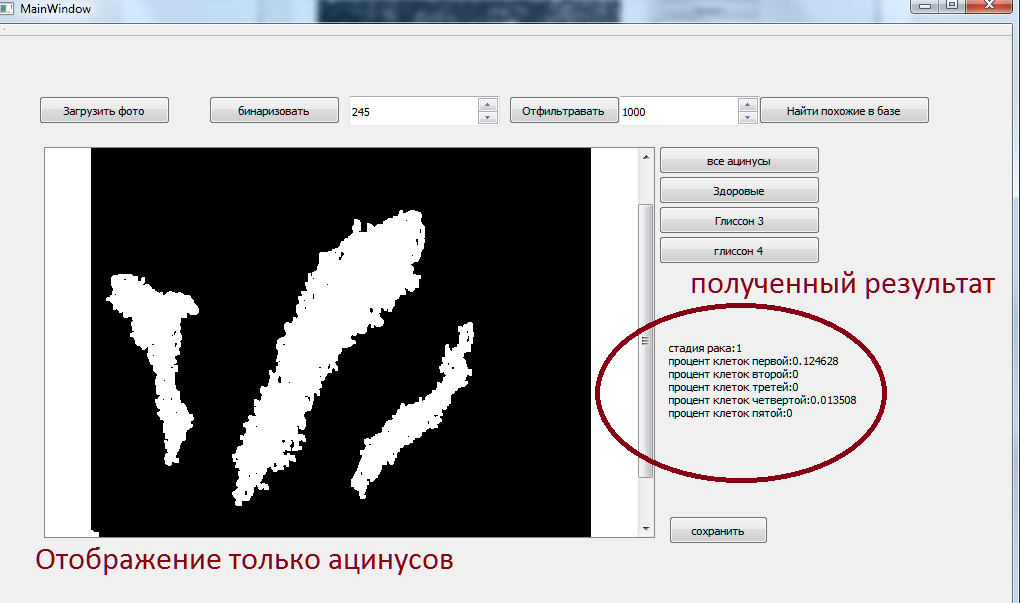 MainWindow
Загрузить фото
бинаризовать
245
Отфильтравать
1000
Найти похожие в базе
все ацинусы
Здоровые
Глиссон 3
глиссон 4
полученный результат
стадия рака:1
процент клеток первой:0.124628
процент клеток второй:0
процент клеток третей:0
процент клеток четвертой:0.013508
процент клеток пятой:0
сохранить
Отображение только ацинусов